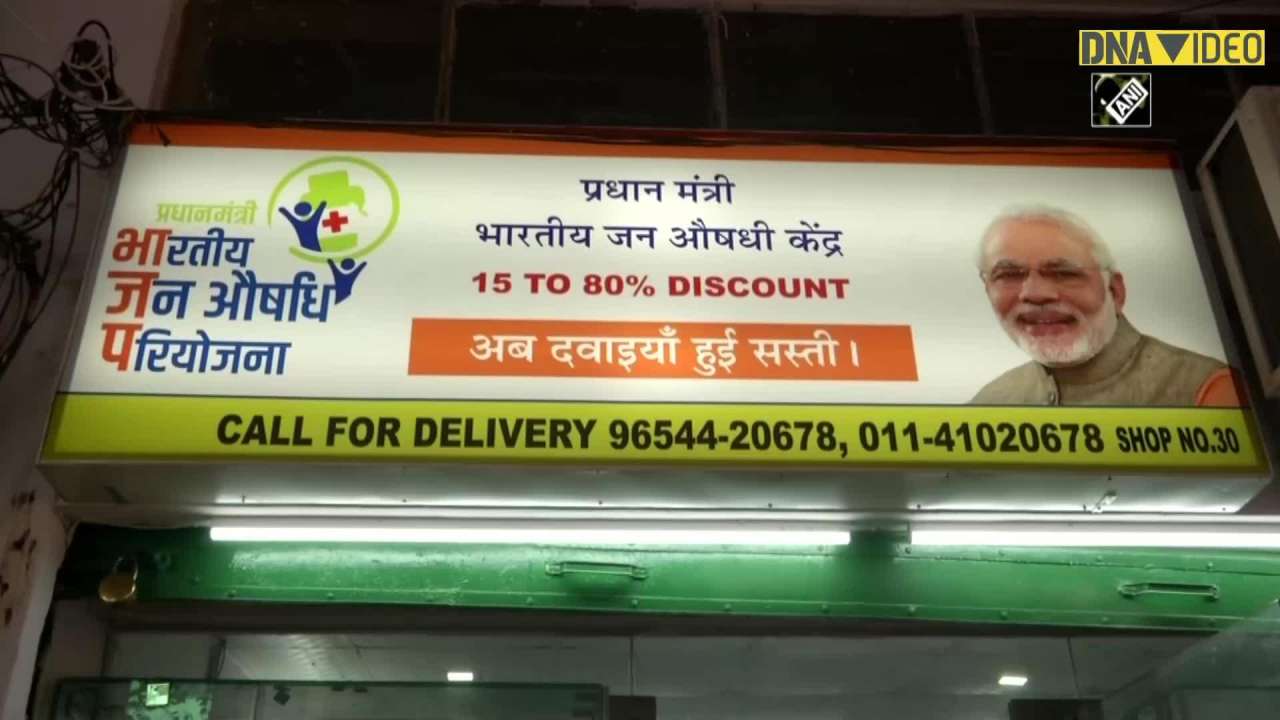 DNA VIDEO
ANI
प्रधानमंत्री
भारतीय
जन औषधि
परियोजना
प्रधान मंत्री
भारतीय जन औषधी केंद्र
15 TO 80% DISCOUNT
अब दवाइयाँ हुई सस्ती।
CALL FOR DELIVERY 96544-20678, 011-41020678 SHOP NO.30